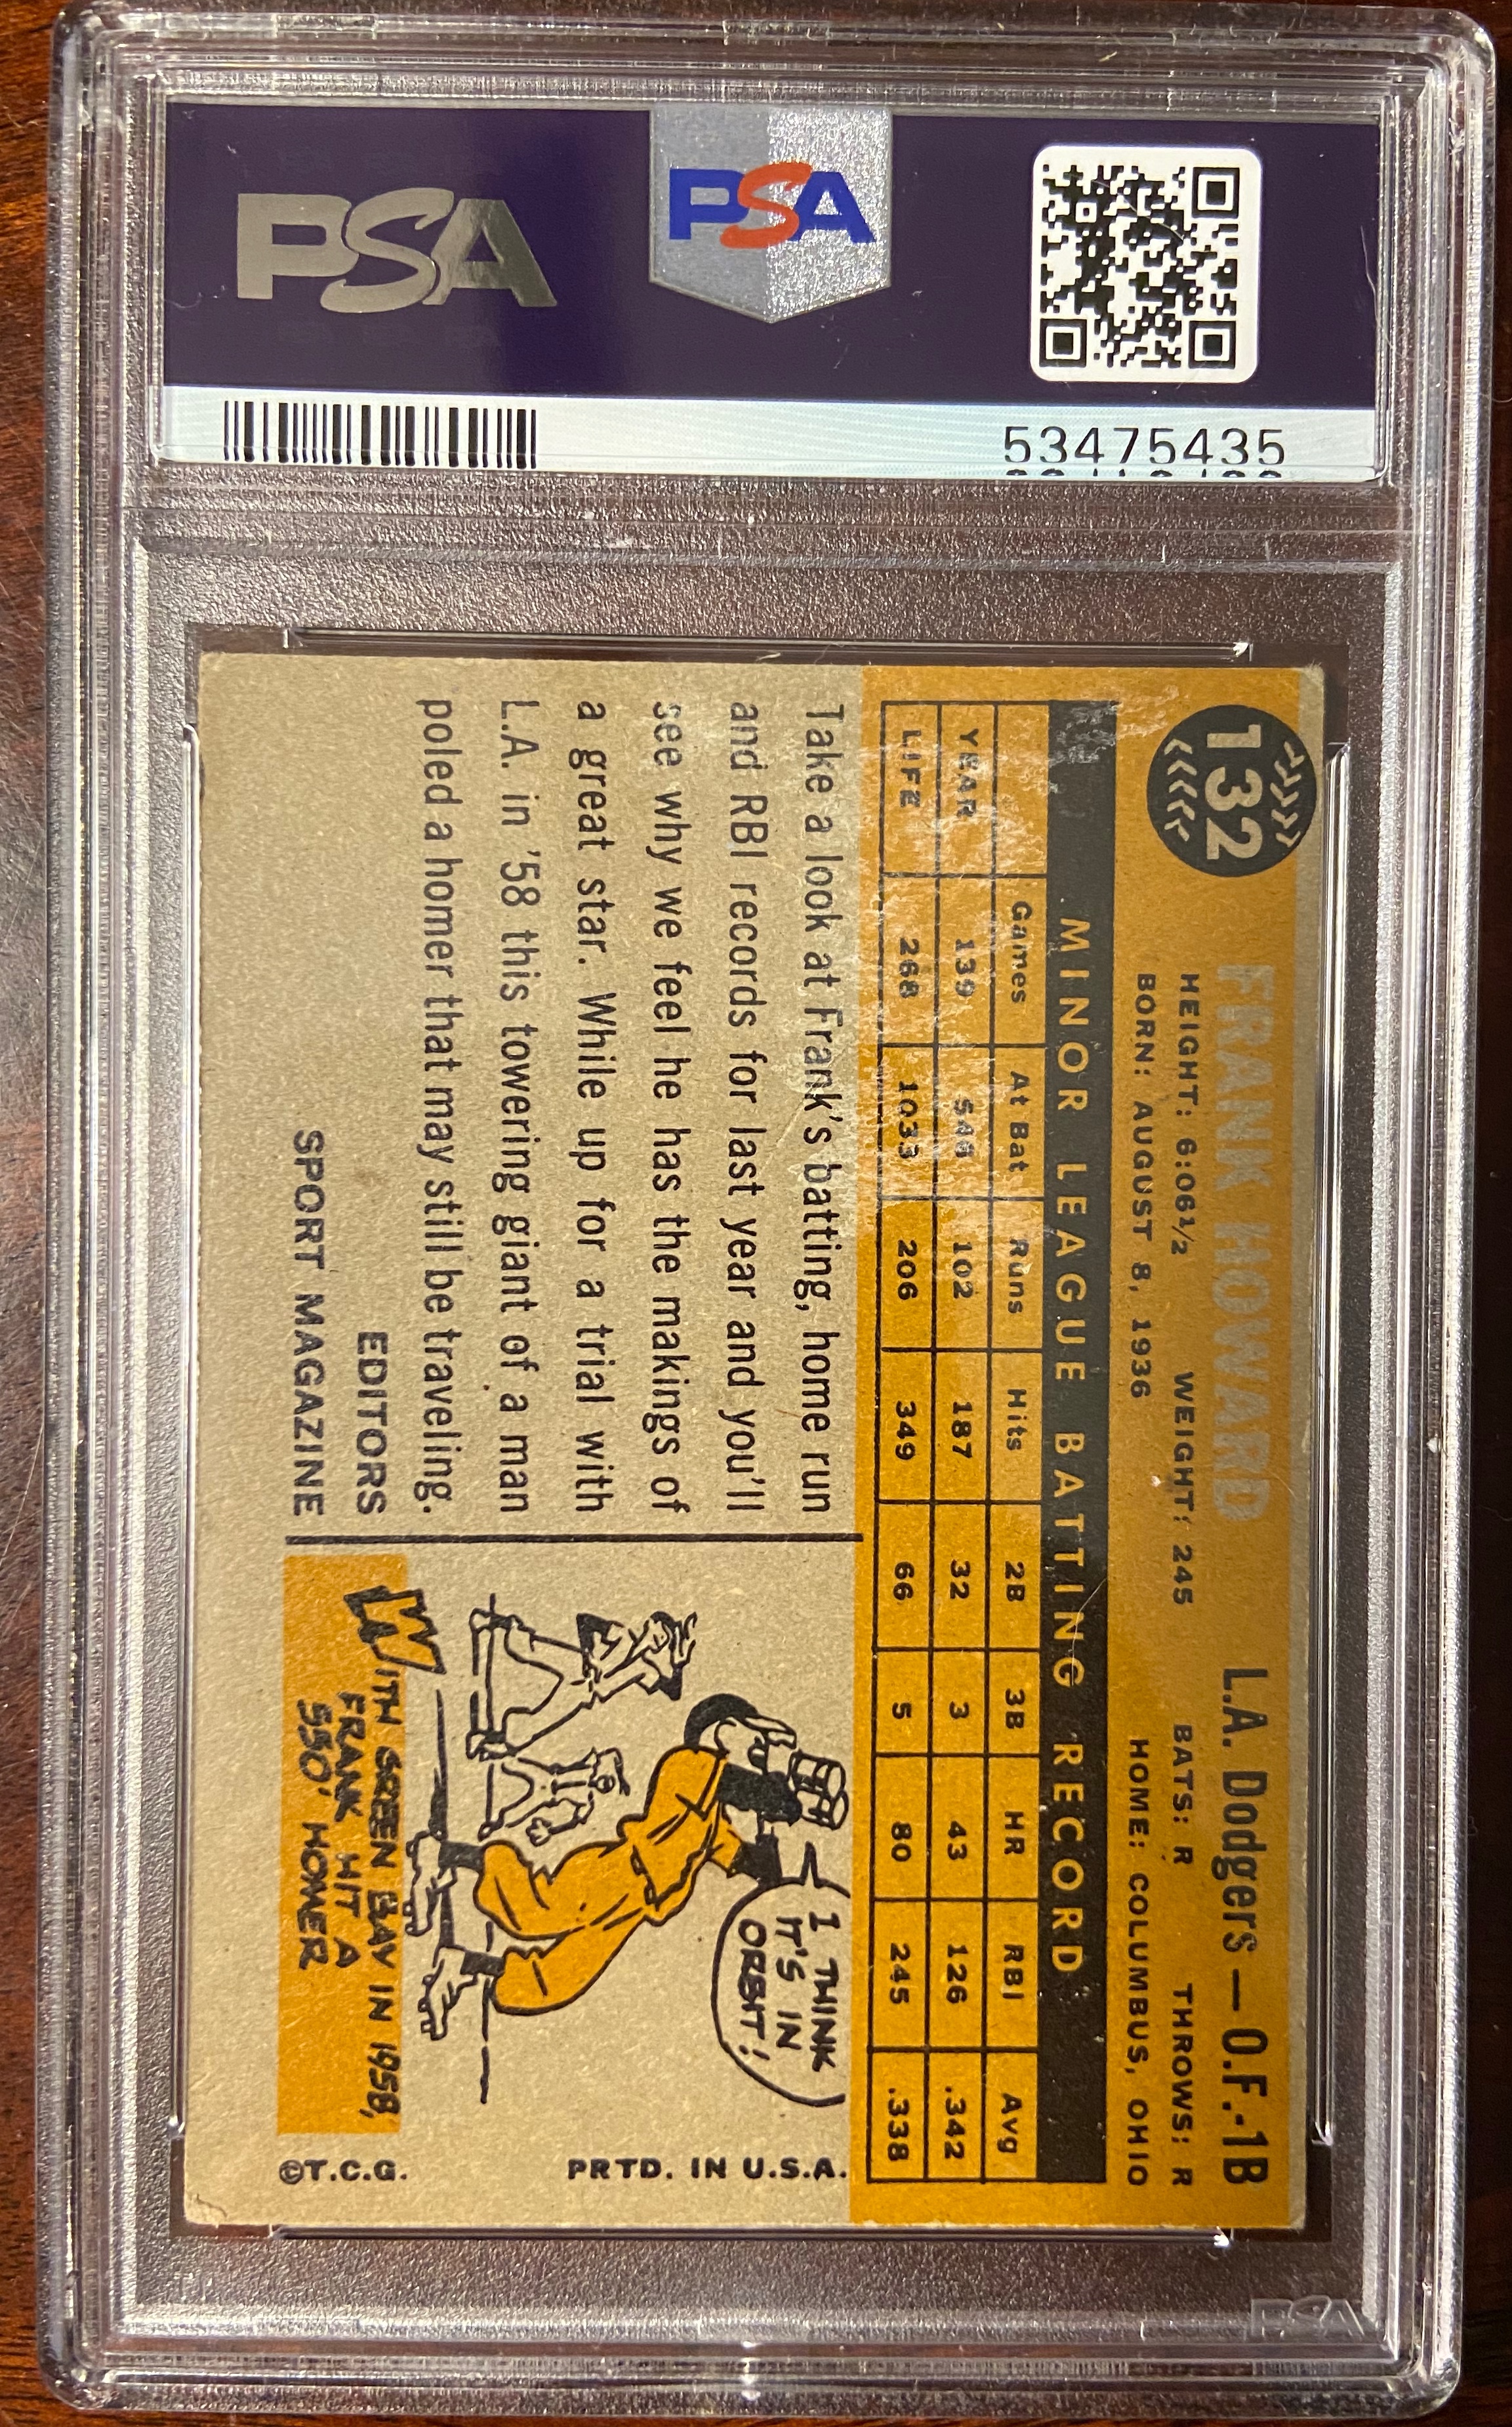 PSA
PSA
53475435
132
FRANK HOWARD
L.A. Dodgers — O.F.-1B
HEIGHT: 6:06½ WEIGHT: 245 BATS: R THROWS: R
BORN: AUGUST 8, 1936 HOME: COLUMBUS, OHIO
MINOR LEAGUE BATTING RECORD
Games At Bat Runs Hits 2B 3B HR RBI Avg
YEAR 139 548 102 187 32 3 43 126 .342
LIFE 268 1033 206 349 66 5 80 245 .338
Take a look at Frank's batting, home run
and RBI records for last year and you'll
see why we feel he has the makings of
a great star. While up for a trial with
L.A. in '58 this towering giant of a man
poled a homer that may still be traveling.
EDITORS
SPORT MAGAZINE
I THINK
IT'S IN
ORBIT!
WITH GREEN BAY IN 1958,
FRANK HIT A
550' HOMER
PRTD. IN U.S.A.
©T.C.G.
PSA